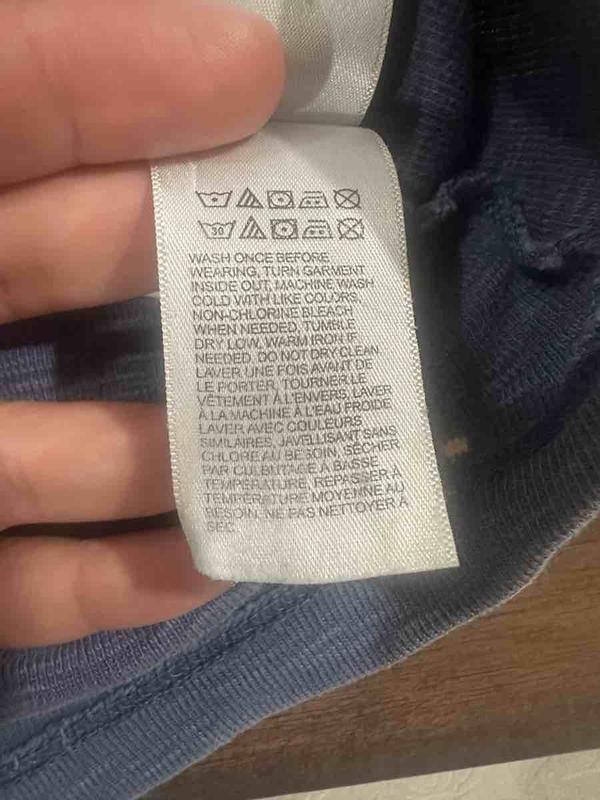 30
WASH ONCE BEFORE
WEARING, TURN GARMENT
INSIDE OUT, MACHINE WASH
COLD WITH LIKE COLORS,
NON-CHLORINE BLEACH
WHEN NEEDED, TUMBLE
DRY LOW, WARM IRON IF
NEEDED. DO NOT DRY CLEAN
LAVER UNE FOIS AVANT DE
LE PORTER, TOURNER LE
VÊTEMENT À L'ENVERS, LAVER
À LA MACHINE À L'EAU FROIDE
LAVER AVEC COULEURS
SIMILAIRES, JAVELLISANT SANS
CHLORE AU BESOIN, SÉCHER
PAR CULBUTAGE À BASSE
TEMPÉRATURE, REPASSER À
TEMPÉRATURE MOYENNE AU
BESOIN. NE PAS NETTOYER À
SEC